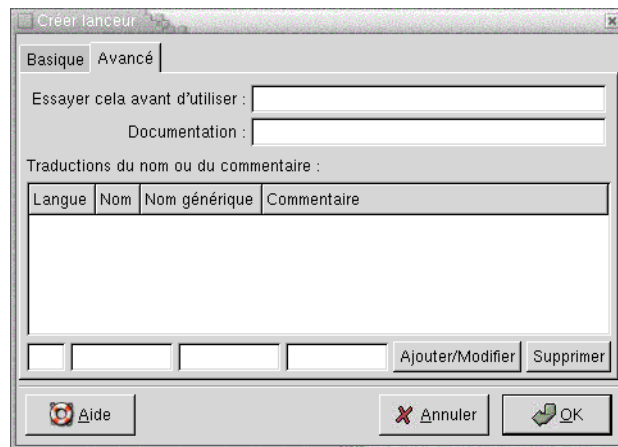 Créer lanceur
Basique Avancé
Essayer cela avant d'utiliser :
Documentation :
Traductions du nom ou du commentaire :
Langue Nom Nom générique Commentaire
Ajouter/Modifier Supprimer
Aide Annuler OK